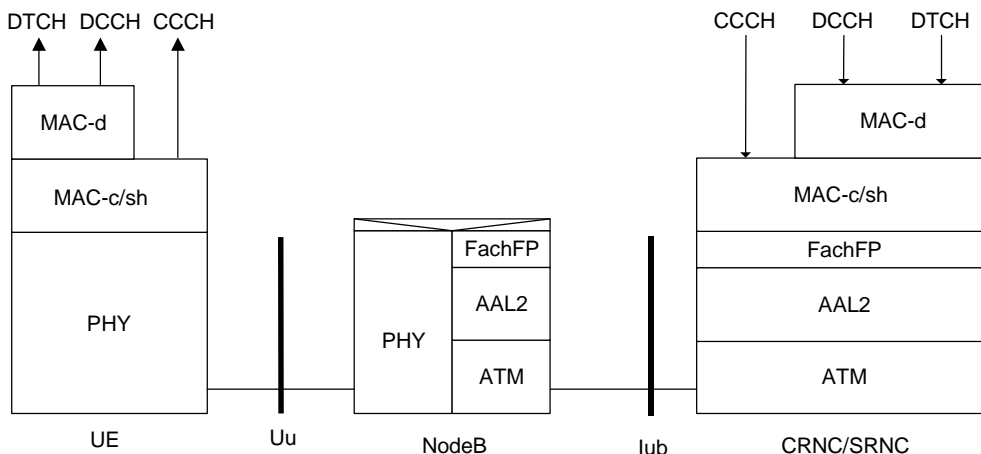 DTCH DCCH CCCH
CCCH DCCH DTCH
MAC-d
MAC-d
MAC-c/sh
MAC-c/sh
PHY
PHY
FachFP
AAL2
ATM
FachFP
AAL2
ATM
UE
Uu
NodeB
Iub
CRNC/SRNC